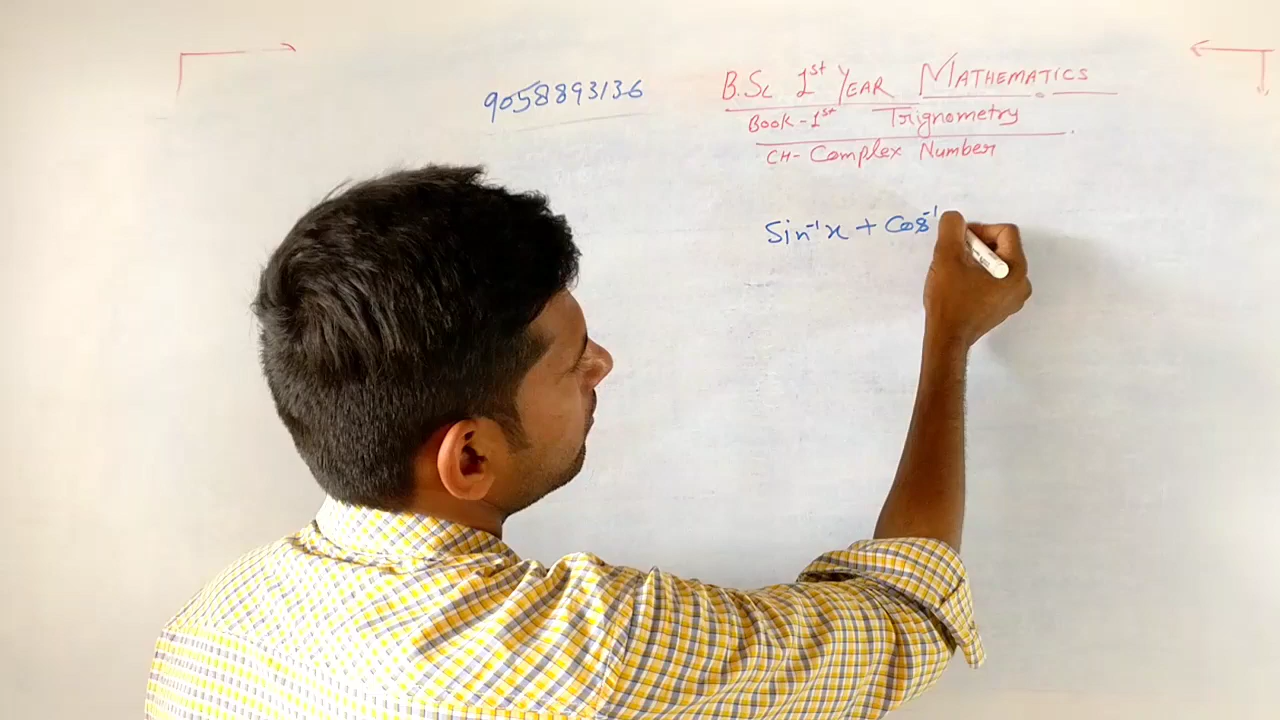 9058893136
B.Sc 1st YEAR MATHEMATICS
Book - 1st Trignometry
CH- Complex Number
Sin⁻¹x + Cos⁻¹